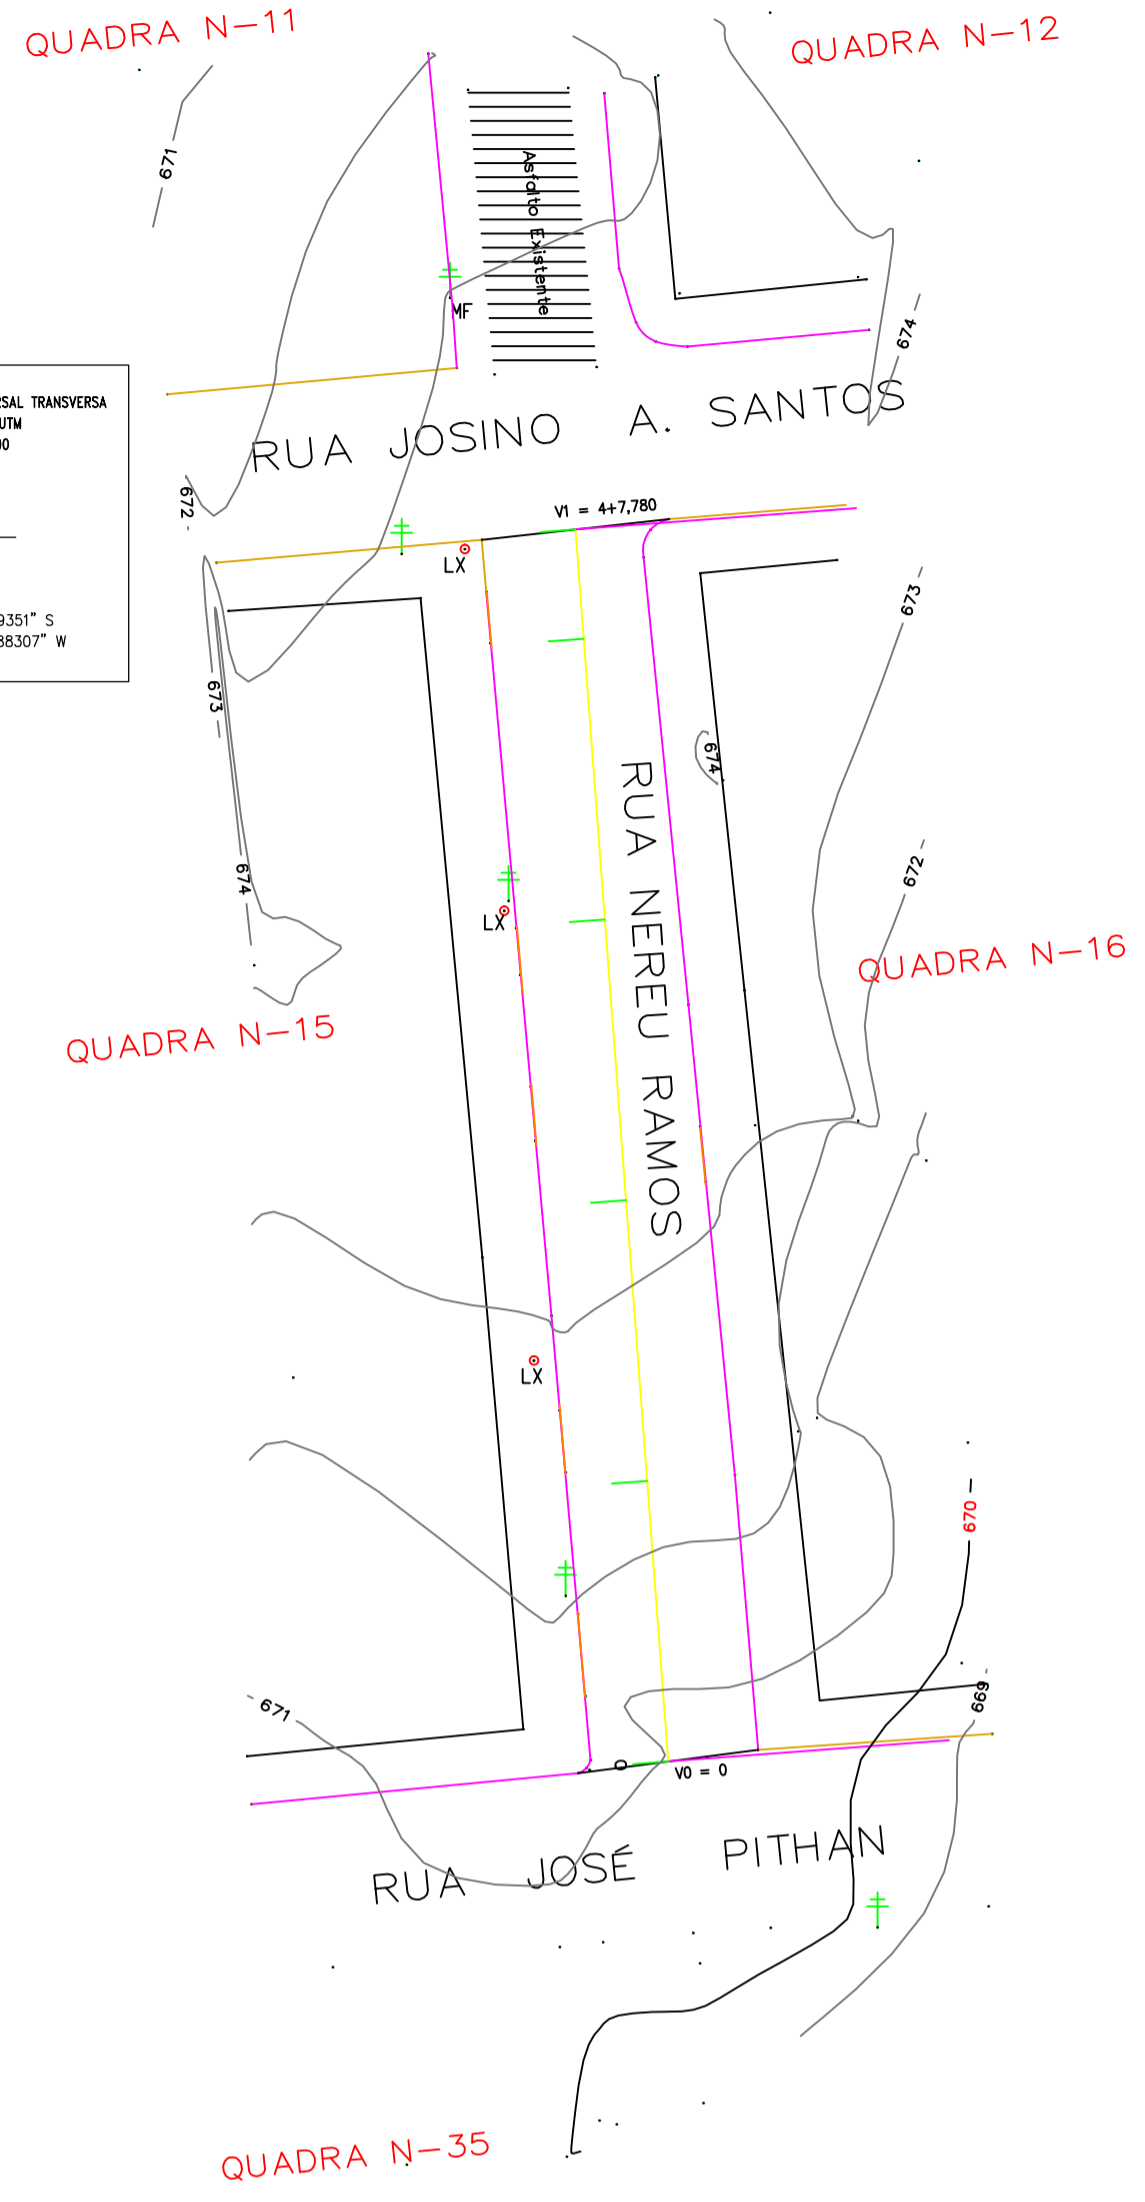 QUADRA N-11
QUADRA N-12
671
Asfalto Existente
MF
674
RSAL TRANSVERSA
UTM
00
9351" S
88307" W
RUA JOSINO A. SANTOS
672
V1 = 4+7,780
LX
673
673
674
RUA NEREU RAMOS
674
672
LX
QUADRA N-16
QUADRA N-15
LX
670
671
669
0
V0 = 0
RUA JOSÉ PITHAN
QUADRA N-35